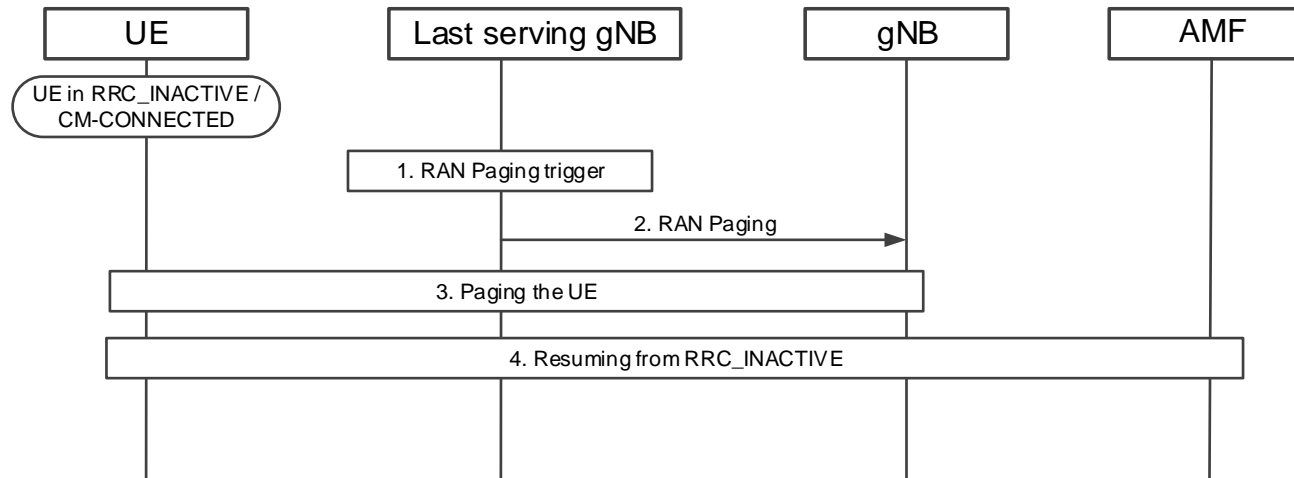 UE
Last serving gNB
gNB
AMF
UE in RRC_INACTIVE /
CM-CONNECTED
1. RAN Paging trigger
2. RAN Paging
3. Paging the UE
4. Resuming from RRC_INACTIVE